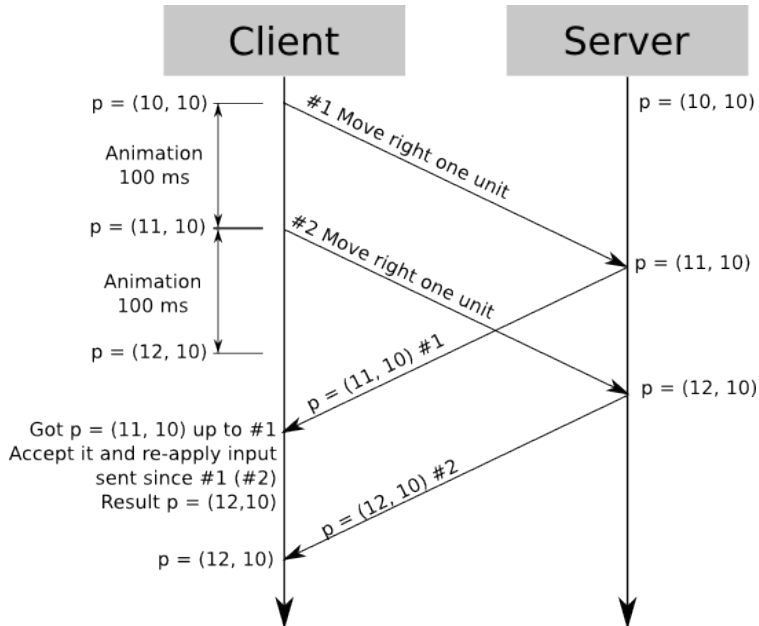 Client
Server
p = (10, 10)
#1 Move right one unit
p = (10, 10)
Animation
100 ms
p = (11, 10)
#2 Move right one unit
p = (11, 10)
Animation
100 ms
p = (12, 10)
p = (11, 10) #1
p = (12, 10)
Got p = (11, 10) up to #1
Accept it and re-apply input
sent since #1 (#2)
Result p = (12,10)
p = (12, 10) #2
p = (12, 10)